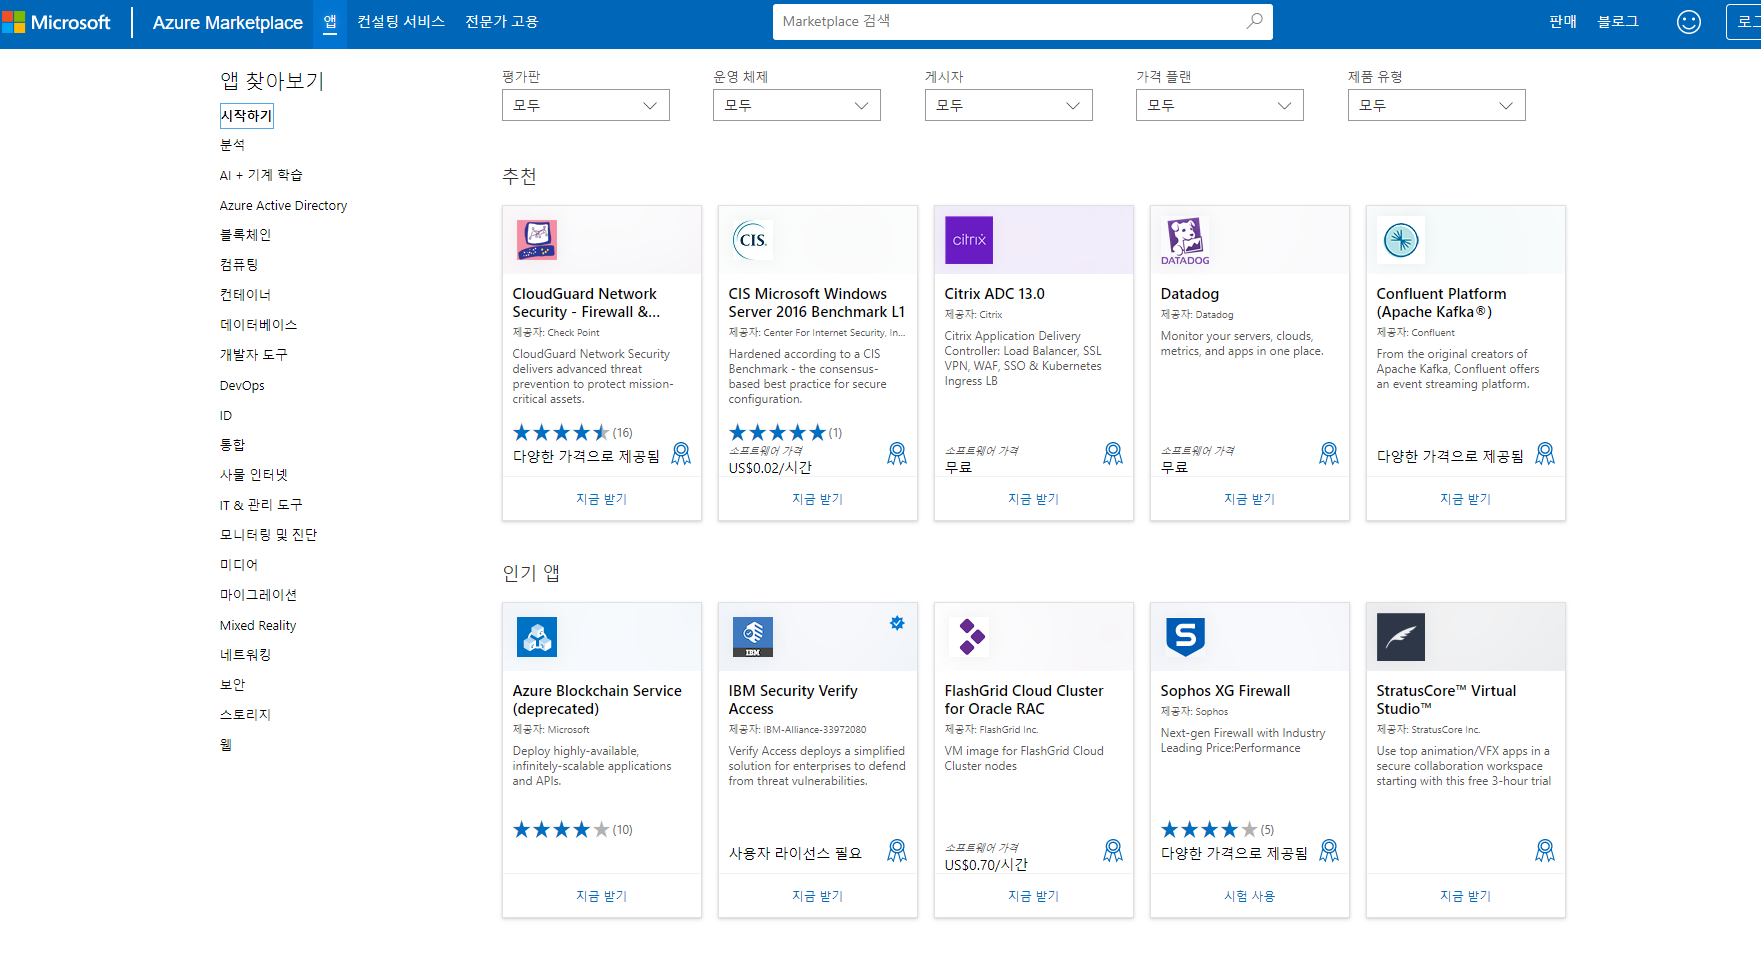 Microsoft
Azure Marketplace
앱
컨설팅 서비스
전문가 고용
Marketplace 검색
판매
블로그
앱 찾아보기
시작하기
분석
AI + 기계 학습
Azure Active Directory
블록체인
컴퓨팅
컨테이너
데이터베이스
개발자 도구
DevOps
ID
통합
사물 인터넷
IT & 관리 도구
모니터링 및 진단
미디어
마이그레이션
Mixed Reality
네트워킹
보안
스토리지
웹
평가판
모두
운영 체제
모두
게시자
모두
가격 플랜
모두
제품 유형
모두
추천
CloudGuard Network
Security - Firewall &...
제공자: Check Point
CloudGuard Network Security
delivers advanced threat
prevention to protect mission-
critical assets.
(16)
다양한 가격으로 제공됨
지금 받기
CIS.
CIS Microsoft Windows
Server 2016 Benchmark L1
제공자: Center For Internet Security, In...
Hardened according to a CIS
Benchmark - the consensus-
based best practice for secure
configuration.
(1)
소프트웨어 가격
US$0.02/시간
지금 받기
citrix
Citrix ADC 13.0
제공자: Citrix
Citrix Application Delivery
Controller: Load Balancer, SSL
VPN, WAF, SSO & Kubernetes
Ingress LB
소프트웨어 가격
무료
지금 받기
DATADOG
Datadog
제공자: Datadog
Monitor your servers, clouds,
metrics, and apps in one place.
소프트웨어 가격
무료
지금 받기
Confluent Platform
(Apache Kafka®)
제공자: Confluent
From the original creators of
Apache Kafka, Confluent offers
an event streaming platform.
다양한 가격으로 제공됨
지금 받기
인기 앱
Azure Blockchain Service
(deprecated)
제공자: Microsoft
Deploy highly-available,
infinitely-scalable applications
and APIs.
(10)
지금 받기
IBM
IBM Security Verify
Access
제공자: IBM-Alliance-33972080
Verify Access deploys a simplified
solution for enterprises to defend
from threat vulnerabilities.
사용자 라이선스 필요
지금 받기
FlashGrid Cloud Cluster
for Oracle RAC
제공자: FlashGrid Inc.
VM image for FlashGrid Cloud
Cluster nodes
소프트웨어 가격
US$0.70/시간
지금 받기
S
Sophos XG Firewall
제공자: Sophos
Next-gen Firewall with Industry
Leading Price:Performance
(5)
다양한 가격으로 제공됨
시험 사용
StratusCore™ Virtual
Studio™
제공자: StratusCore Inc.
Use top animation/VFX apps in a
secure collaboration workspace
starting with this free 3-hour trial
지금 받기